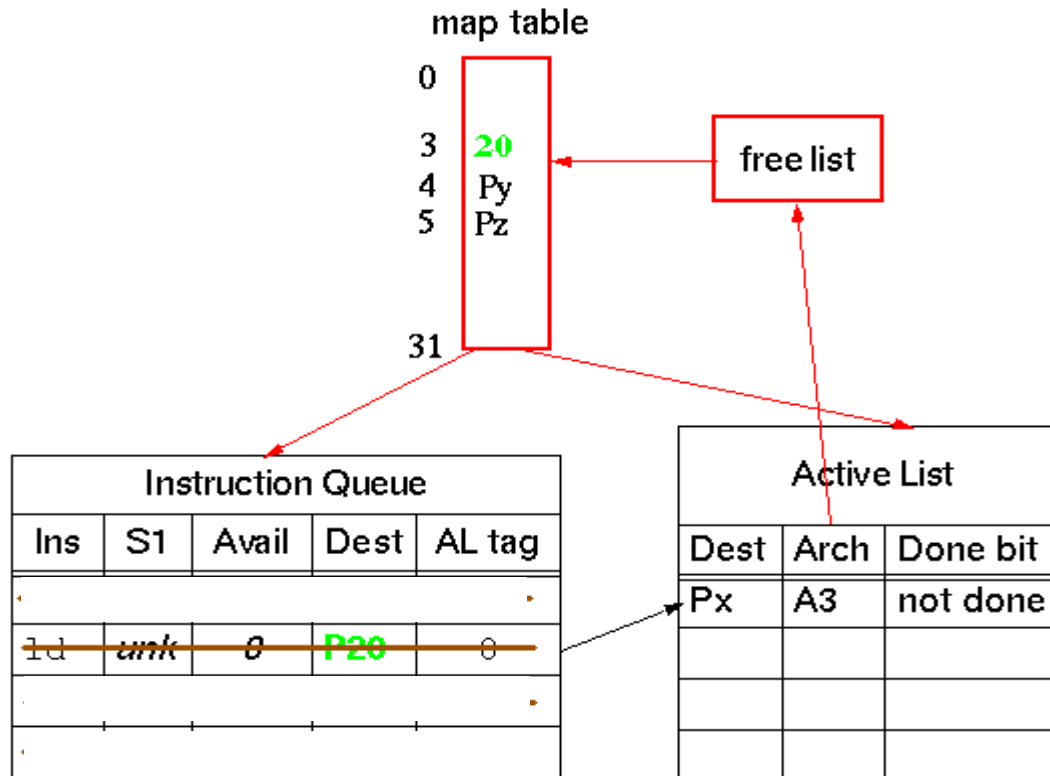 map table
0
3 20
free list
4 Py
5 Pz
31
Instruction Queue
Active List
Ins S1 Avail Dest AL tag
Dest Arch Done bit
Px A3 not done
ld unk 0 P20 0